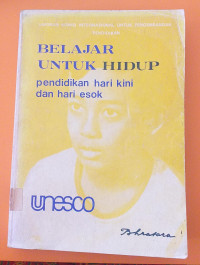 BELAJAR
UNTUK HIDUP
pendidikan hari kini
dan hari esok
unesco
Bhratara